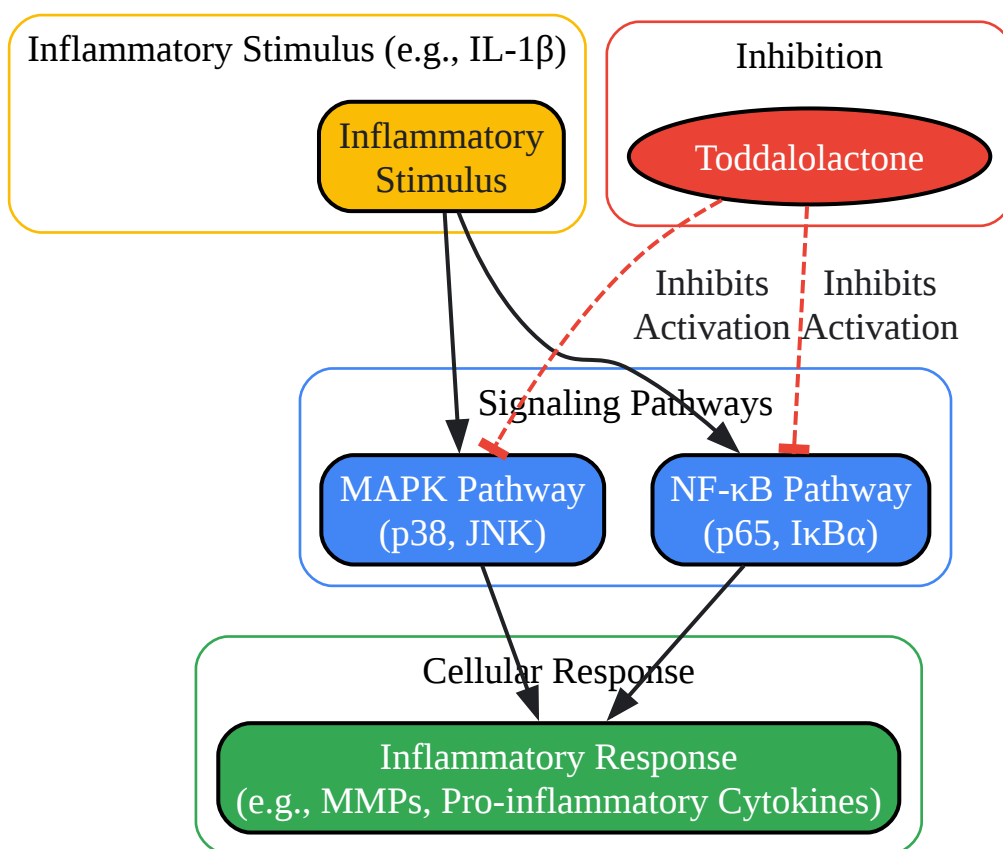 Inflammatory Stimulus (e.g., IL-1β)
Inflammatory
Stimulus
Inhibition
Toddalolactone
Inhibits
Activation
Inhibits
Activation
Signaling Pathways
MAPK Pathway
(p38, JNK)
NF-κB Pathway
(p65, IκBα)
Cellular Response
Inflammatory Response
(e.g., MMPs, Pro-inflammatory Cytokines)